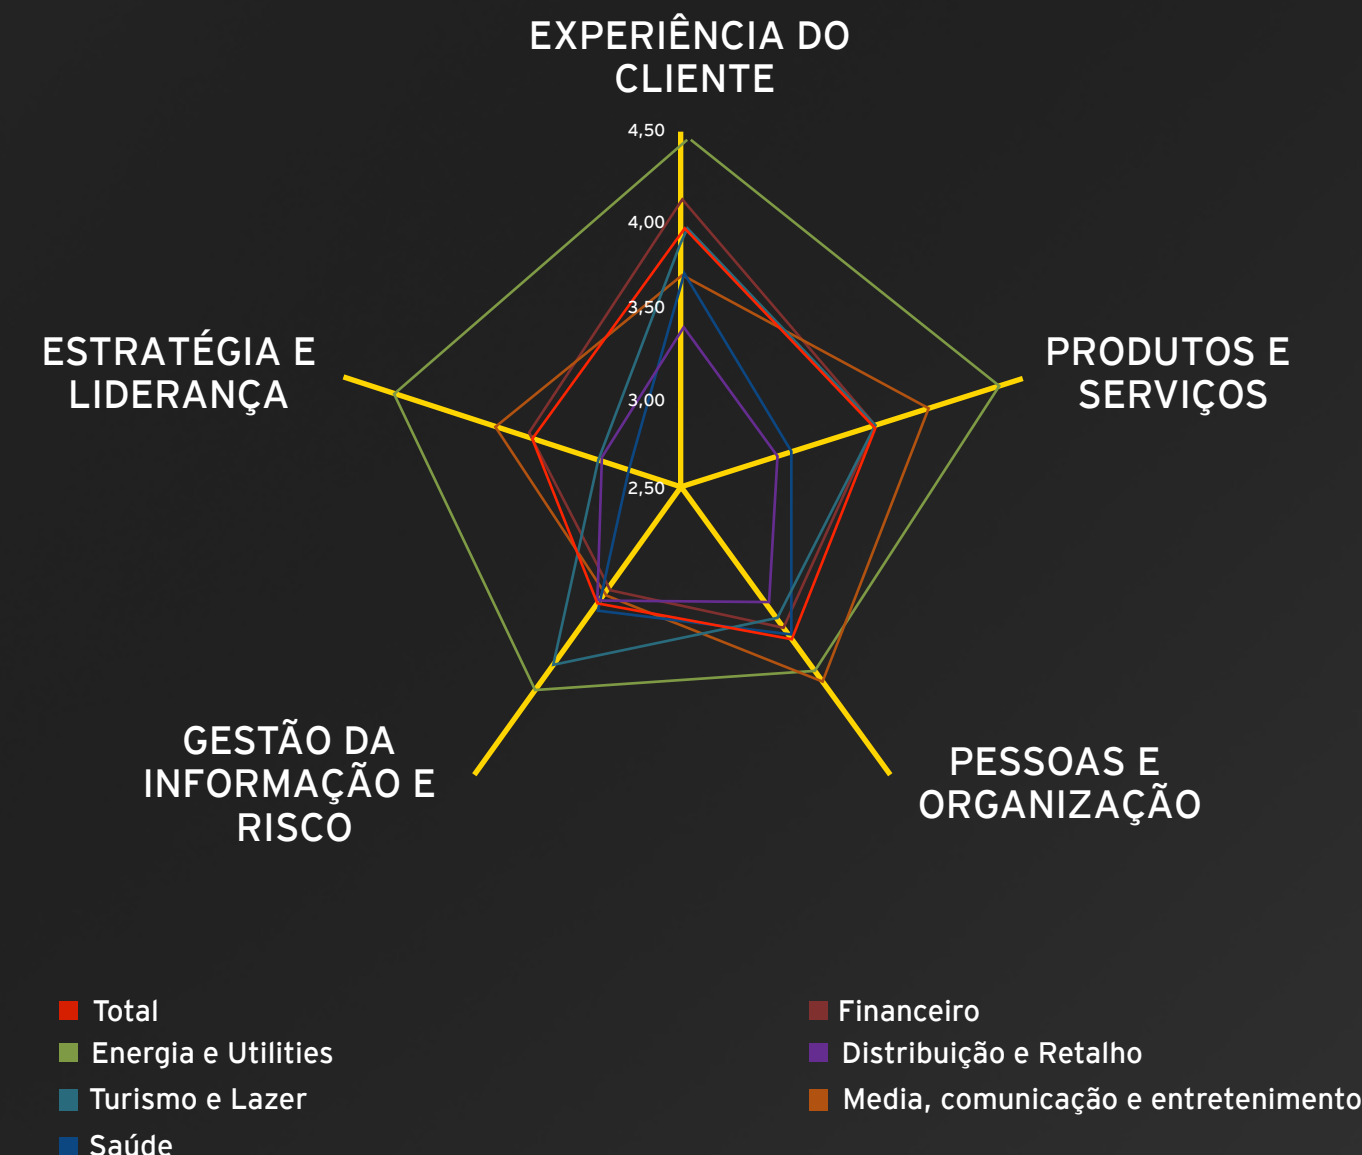 EXPERIÊNCIA DO
CLIENTE
4,50
4,00
3,50
3,00
2,50
ESTRATÉGIA E
LIDERANÇA
PRODUTOS E
SERVIÇOS
GESTÃO DA
INFORMAÇÃO E
RISCO
PESSOAS E
ORGANIZAÇÃO
Total
Energia e Utilities
Turismo e Lazer
Saúde
Financeiro
Distribuição e Retalho
Media, comunicação e entretenimento